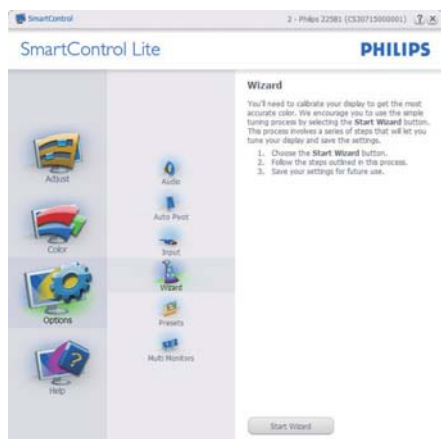 SmartControl
2 - Philips 225B1 (CS30715000001)
SmartControl Lite
PHILIPS
Adjust
Color
Options
Help
Audio
Auto Pivot
Input
Wizard
Presets
Multi Monitors
Wizard
You'll need to calibrate your display to get the most
accurate color. We encourage you to use the simple
tuning process by selecting the Start Wizard button.
This process involves a series of steps that will let you
tune your display and save the settings.
1. Choose the Start Wizard button.
2. Follow the steps outlined in this process.
3. Save your settings for future use.
Start Wizard